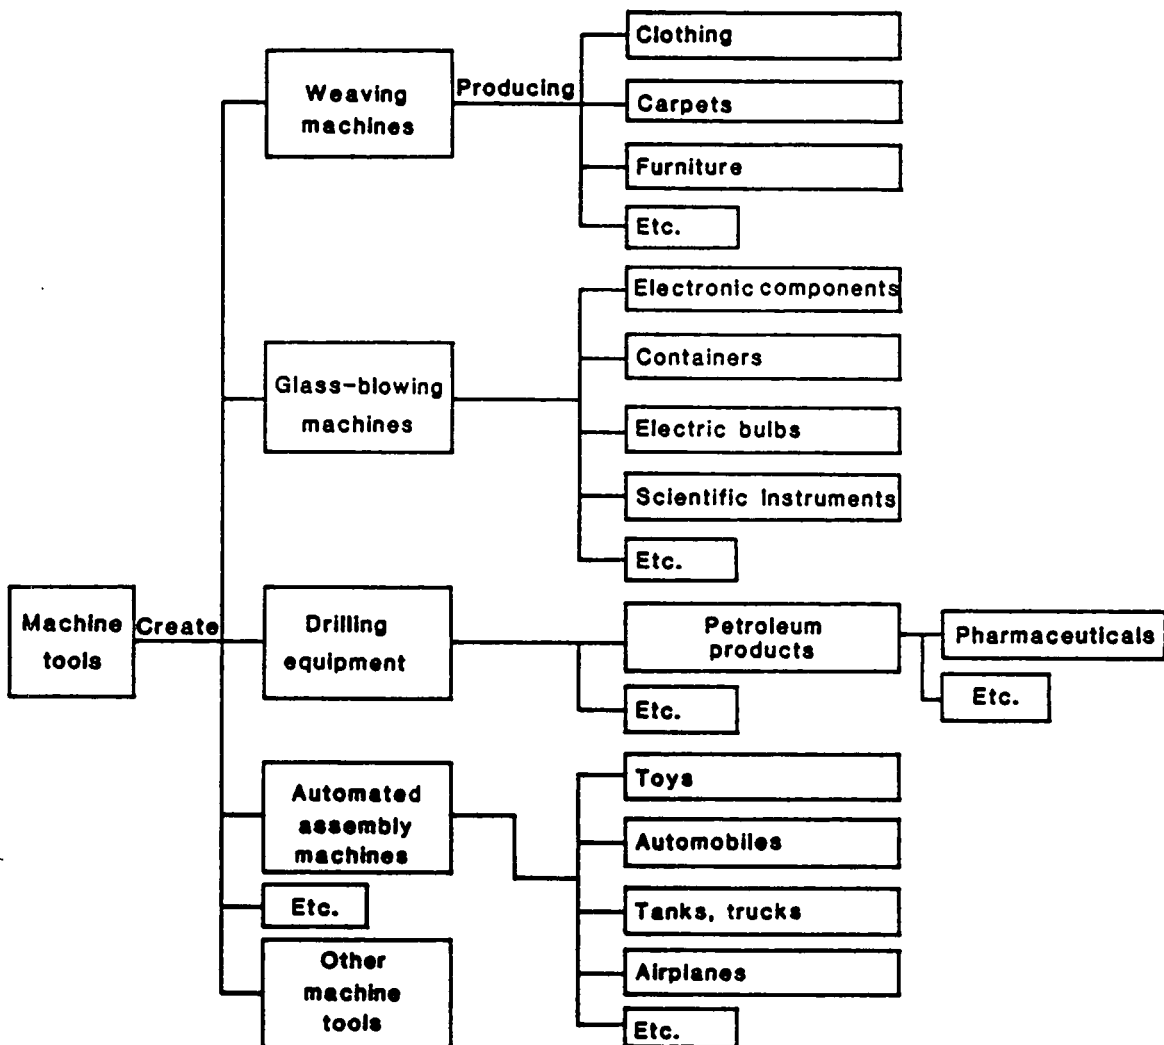 Clothing
Weaving
machines
Producing
Carpets
Furniture
Etc.
Electronic components
Glass-blowing
machines
Containers
Electric bulbs
Scientific instruments
Etc.
Machine
tools
Create
Drilling
equipment
Petroleum
products
Pharmaceuticals
Etc.
Etc.
Automated
assembly
machines
Toys
Automobiles
Etc.
Tanks, trucks
Other
machine
tools
Airplanes
Etc.